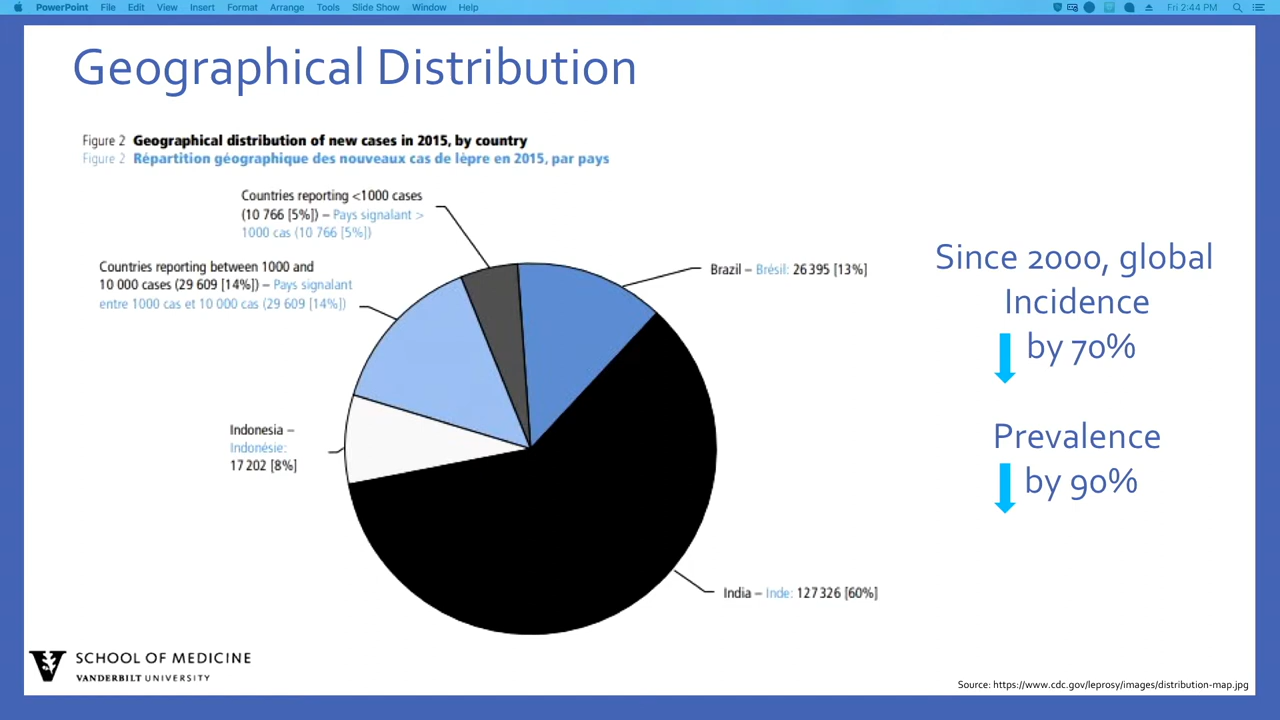 PowerPoint File Edit View Insert Format Arrange Tools Slide Show Window Help Fri 2:44 PM
Geographical Distribution
Figure 2 Geographical distribution of new cases in 2015, by country
Figure 2 Répartition géographique des nouveaux cas de lèpre en 2015, par pays
Countries reporting <1000 cases
(10 766 [5%]) – Pays signalant >
1000 cas (10 766 [5%])
Countries reporting between 1000 and
10 000 cases (29 609 [14%]) – Pays signalant
entre 1000 cas et 10 000 cas (29 609 [14%])
Brazil – Brésil: 26 395 [13%]
Indonesia –
Indonésie:
17 202 [8%]
India – Inde: 127 326 [60%]
Since 2000, global
Incidence
by 70%
Prevalence
by 90%
V SCHOOL OF MEDICINE
VANDERBILT UNIVERSITY
Source: https://www.cdc.gov/leprosy/images/distribution-map.jpg